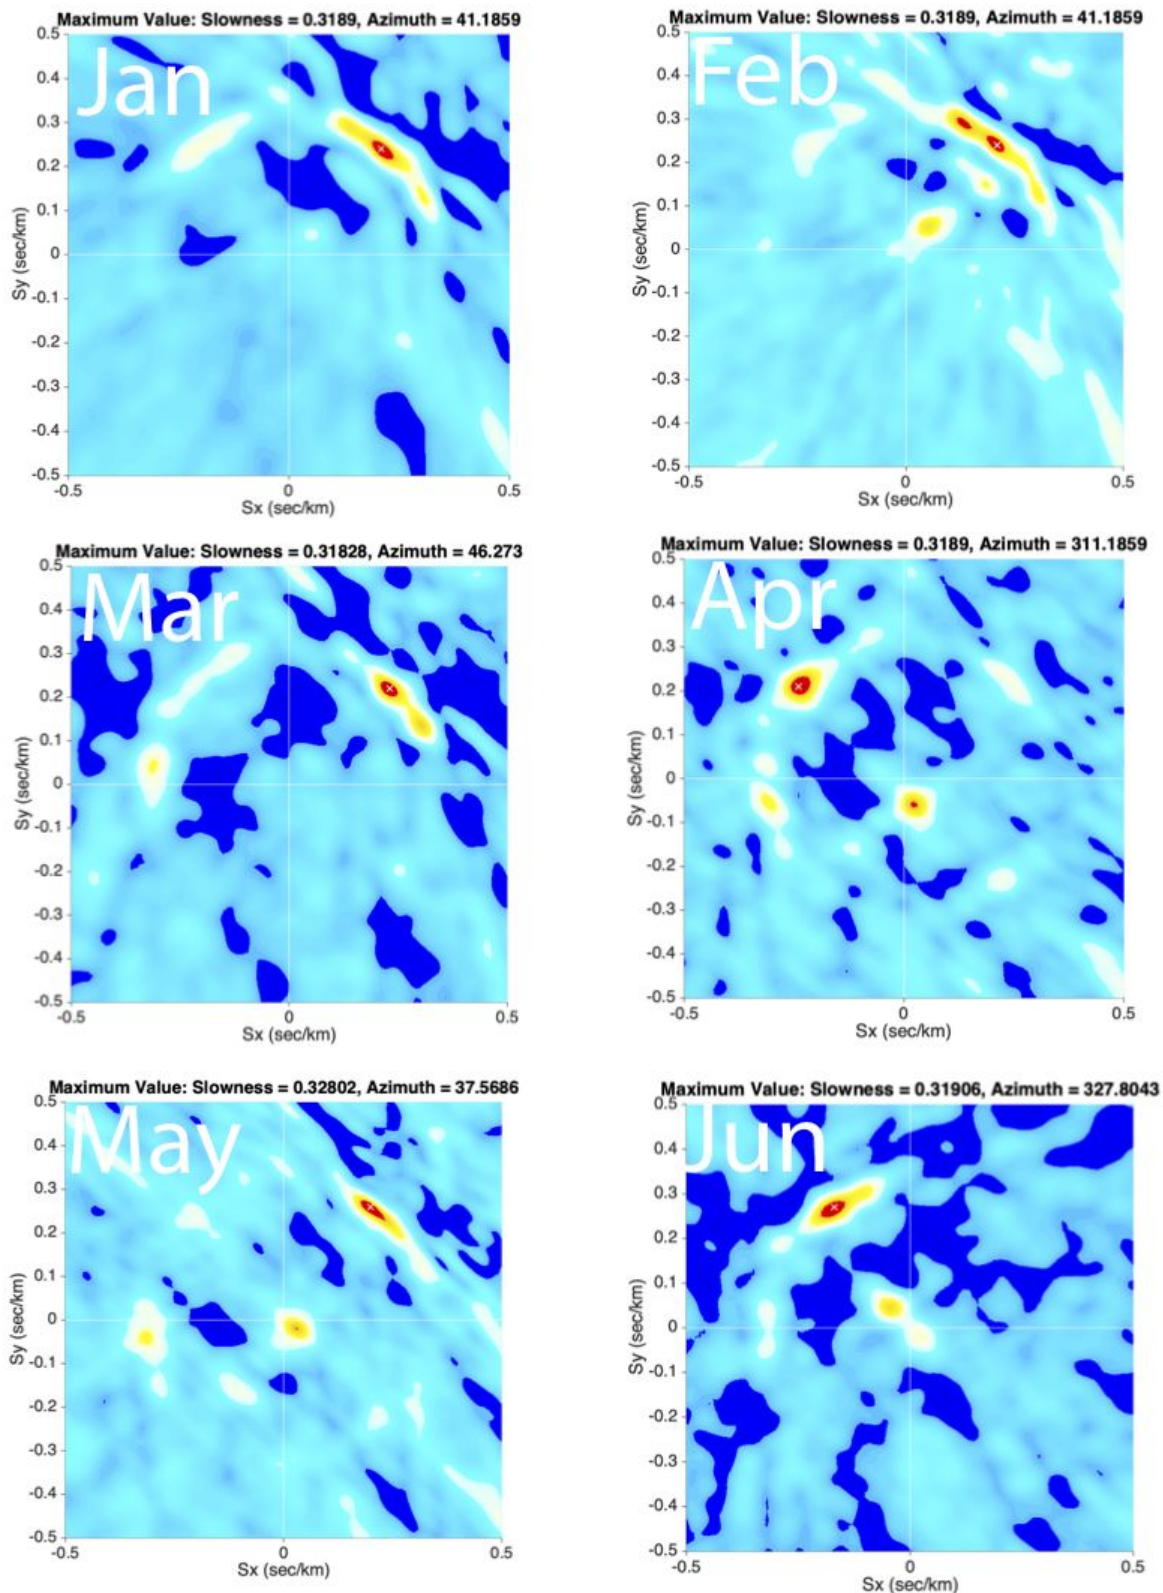 Maximum Value: Slowness = 0.3189, Azimuth = 41.1859
Jan
0.5
0.4
0.3
0.2
0.1
0
-0.1
-0.2
-0.3
-0.4
-0.5
Sy (sec/km)
-0.5 0 0.5
Sx (sec/km)
Maximum Value: Slowness = 0.3189, Azimuth = 41.1859
Feb
0.5
0.4
0.3
0.2
0.1
0
-0.1
-0.2
-0.3
-0.4
-0.5
Sy (sec/km)
-0.5 0 0.5
Sx (sec/km)
Maximum Value: Slowness = 0.31828, Azimuth = 46.273
Mar
0.5
0.4
0.3
0.2
0.1
0
-0.1
-0.2
-0.3
-0.4
-0.5
Sy (sec/km)
-0.5 0 0.5
Sx (sec/km)
Maximum Value: Slowness = 0.3189, Azimuth = 311.1859
Apr
0.5
0.4
0.3
0.2
0.1
0
-0.1
-0.2
-0.3
-0.4
-0.5
Sy (sec/km)
-0.5 0 0.5
Sx (sec/km)
Maximum Value: Slowness = 0.32802, Azimuth = 37.5686
May
0.5
0.4
0.3
0.2
0.1
0
-0.1
-0.2
-0.3
-0.4
-0.5
Sy (sec/km)
-0.5 0 0.5
Sx (sec/km)
Maximum Value: Slowness = 0.31906, Azimuth = 327.8043
Jun
0.5
0.4
0.3
0.2
0.1
0
-0.1
-0.2
-0.3
-0.4
-0.5
Sy (sec/km)
-0.5 0 0.5
Sx (sec/km)